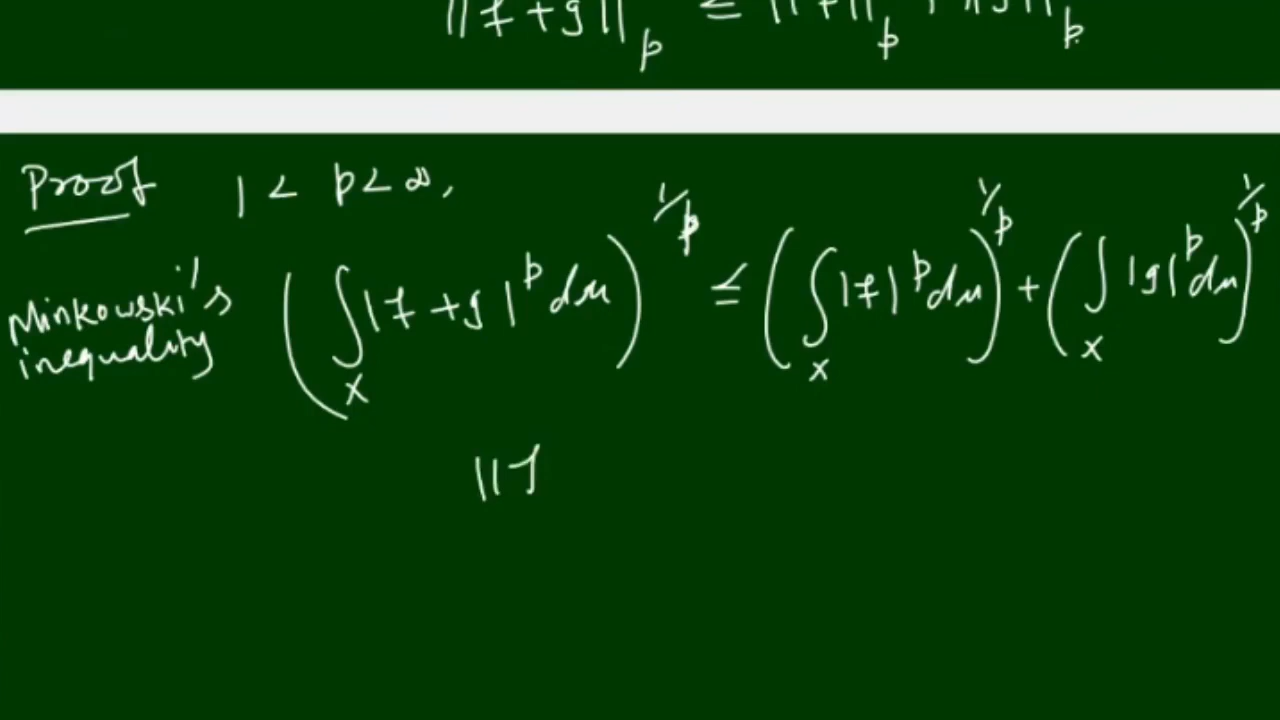 ||f+g||_p ≤ ||f||_p + ||g||_p
Proof 1 < p < ∞,
Minkowski's inequality (∫_X |f+g|^p dμ)^{1/p} ≤ (∫_X |f|^p dμ)^{1/p} + (∫_X |g|^p dμ)^{1/p}
||f